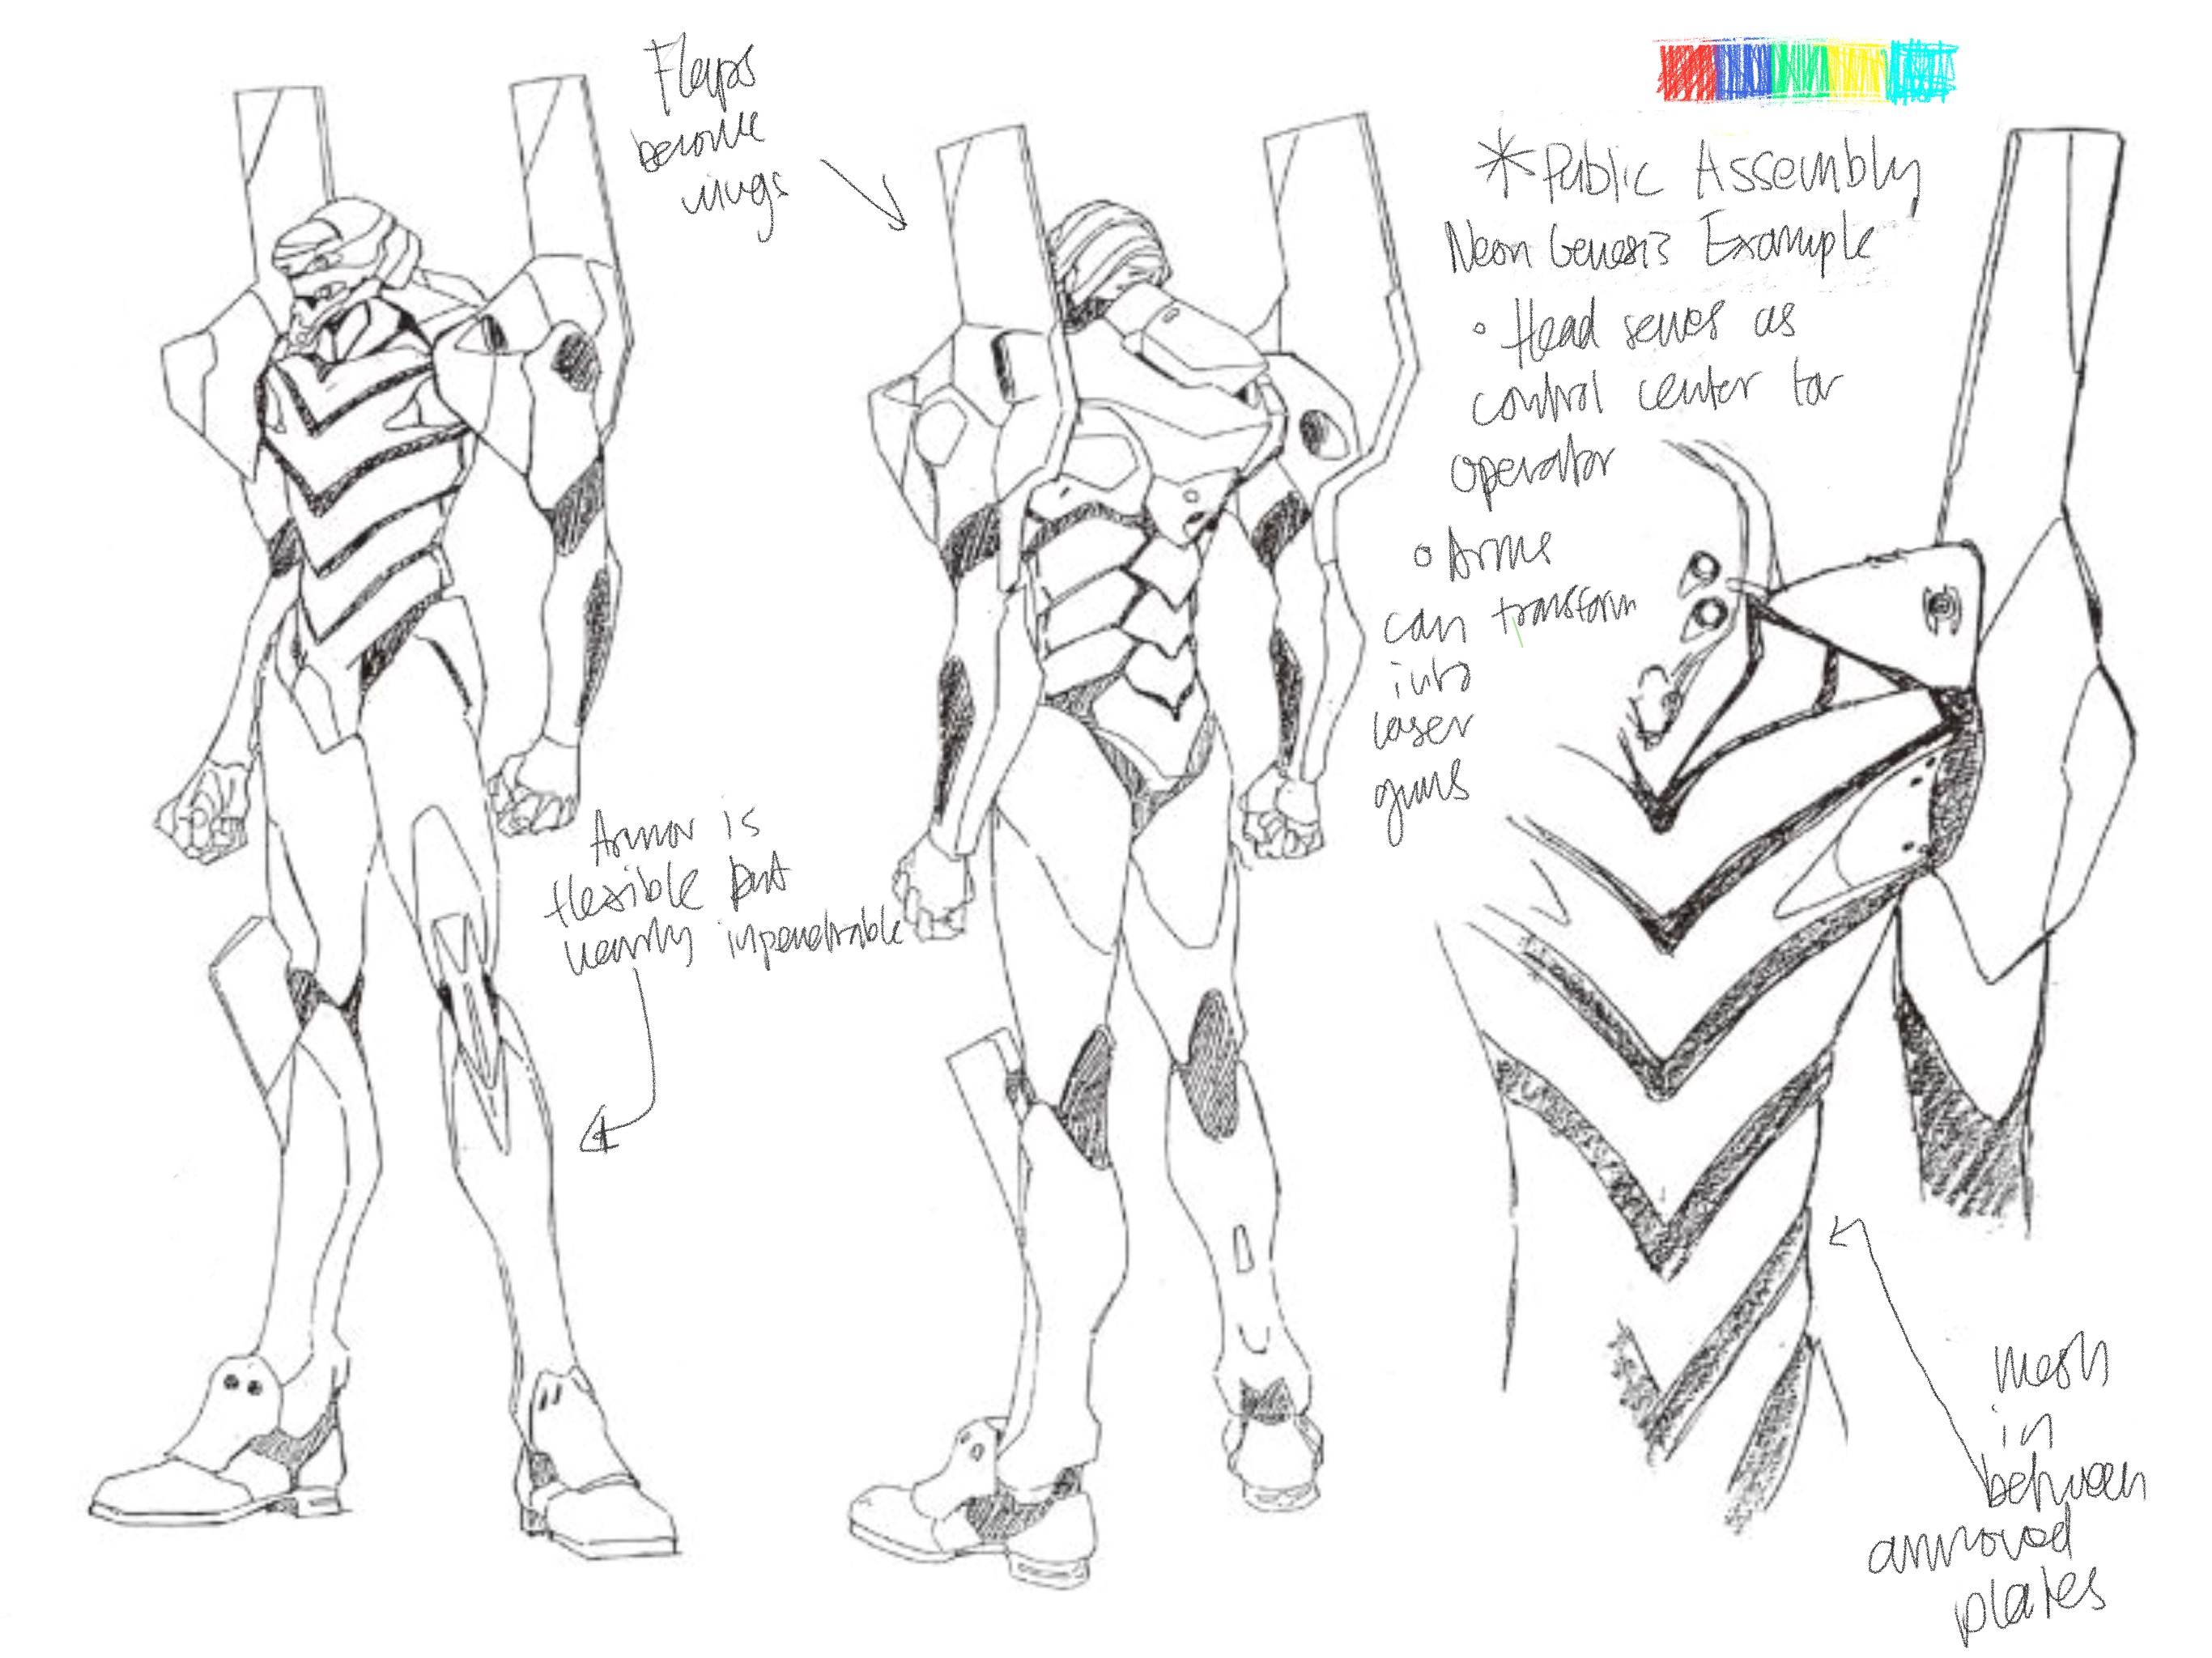 Flaps
become
wings
*Public Assembly
Neon Genesis Example
• Head serves as
control center for
operator
• Arms
can transform
into
laser
guns
Armor is
flexible but
nearly inpenetrable
mesh
in
between
armored
plates